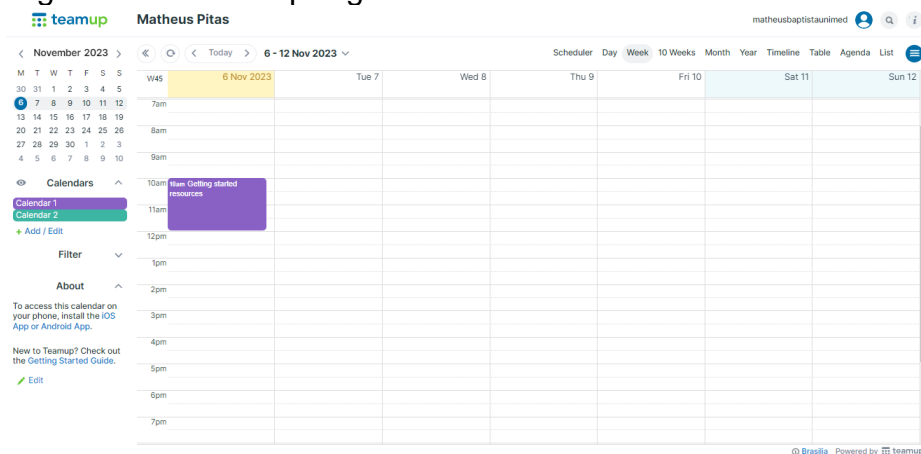 teamup
Matheus Pitas
matheusbaptistaunimed
November 2023
Today
6 - 12 Nov 2023
Scheduler Day Week 10 Weeks Month Year Timeline Table Agenda List
M T W T F S S
30 31 1 2 3 4 5
6 7 8 9 10 11 12
13 14 15 16 17 18 19
20 21 22 23 24 25 26
27 28 29 30 1 2 3
4 5 6 7 8 9 10
Calendars
Calendar 1
Calendar 2
+ Add / Edit
Filter
About
To access this calendar on
your phone, install the iOS
App or Android App.
New to Teamup? Check out
the Getting Started Guide.
Edit
W45 6 Nov 2023 Tue 7 Wed 8 Thu 9 Fri 10 Sat 11 Sun 12
7am
8am
9am
10am
10am Getting started
resources
11am
12pm
1pm
2pm
3pm
4pm
5pm
6pm
7pm
Brasilia Powered by teamup